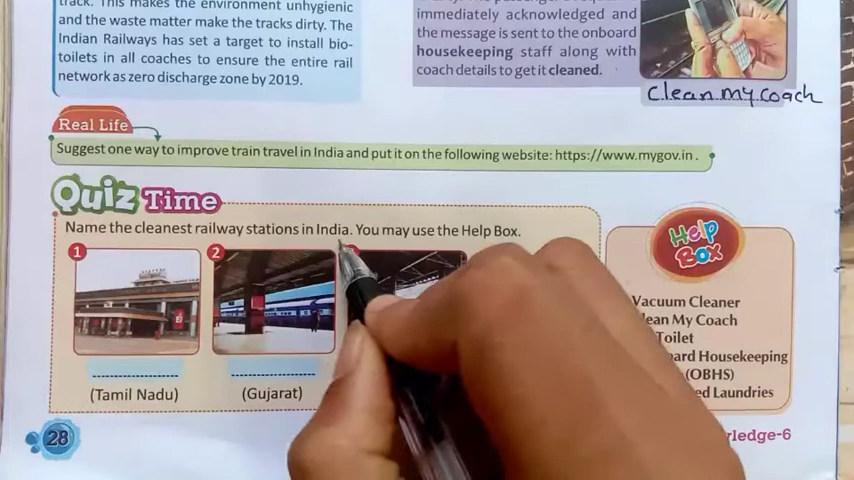 track. This makes the environment unhygienic
and the waste matter make the tracks dirty. The
Indian Railways has set a target to install bio-
toilets in all coaches to ensure the entire rail
network as zero discharge zone by 2019.
immediately acknowledged and
the message is sent to the onboard
housekeeping staff along with
coach details to get it cleaned.
Clean my coach
Real Life
Suggest one way to improve train travel in India and put it on the following website: https://www.mygov.in.
Quiz Time
Name the cleanest railway stations in India. You may use the Help Box.
1
2
(Tamil Nadu)
(Gujarat)
Help Box
Vacuum Cleaner
My Coach
Toilet
Housekeeping
(OBHS)
Laundries
28